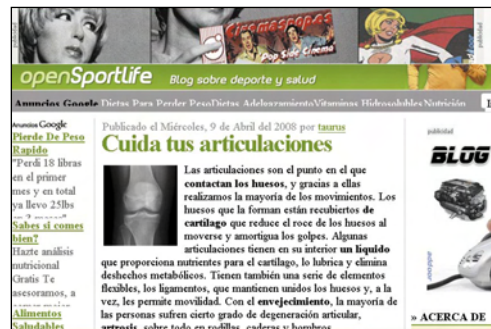 publicidad
cinemascopas
Pop Side Cinema
openSportlife
Blog sobre deporte y salud
Anuncios Google Dietas Para Perder Peso Dietas Adelgazamiento Vitaminas Hidrosolubles Nutrición
Anuncios Google
Pierde De Peso
Rapido
"Perdi 18 libras
en el primer
mes y en total
ya llevo 25lbs
Sabes si comes
bien?
Hazte análisis
nutricional
Gratis Te
asesoramos, a
Alimentos
Saludables
Publicado el Miércoles, 9 de Abril del 2008 por taurus
Cuida tus articulaciones
Las articulaciones son el punto en el que
contactan los huesos, y gracias a ellas
realizamos la mayoría de los movimientos. Los
huesos que la forman están recubiertos de
cartílago que reduce el roce de los huesos al
moverse y amortigua los golpes. Algunas
articulaciones tienen en su interior un líquido
que proporciona nutrientes para el cartílago, lo lubrica y elimina
deshechos metabólicos. Tienen también una serie de elementos
flexibles, los ligamentos, que mantienen unidos los huesos y, a la
vez, les permite movilidad. Con el envejecimiento, la mayoría de
las personas sufren cierto grado de degeneración articular,
artrosis, sobre todo en rodillas, caderas y hombros.
publicidad
BLOG
» ACERCA DE